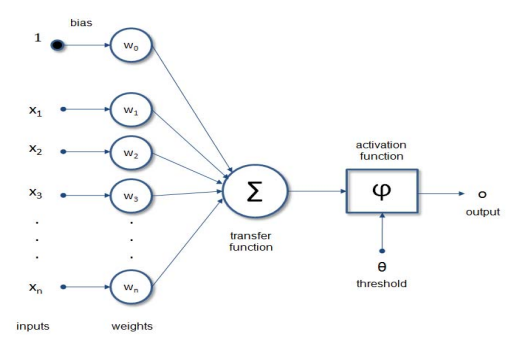 bias
1
w₀
x₁
w₁
x₂
w₂
x₃
w₃
.
.
.
.
.
.
xₙ
wₙ
inputs
weights
Σ
transfer
function
activation
function
φ
o
output
θ
threshold